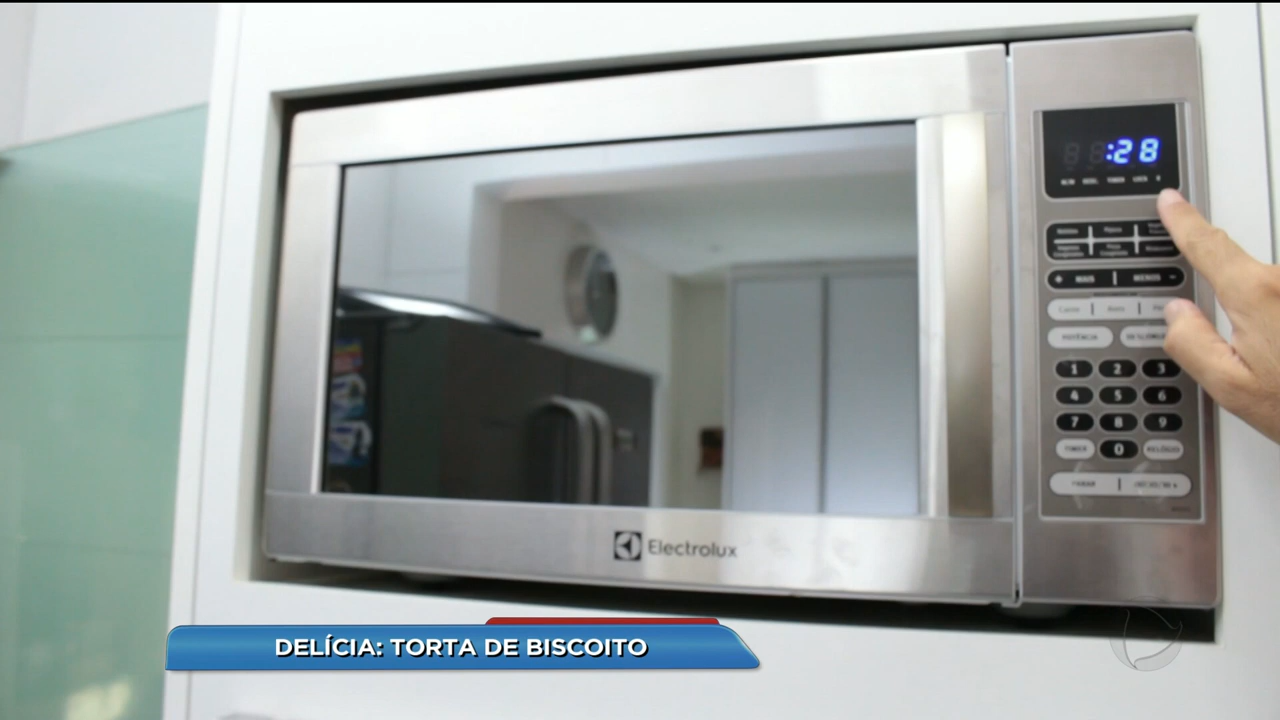 :28
+ MAIS | MENOS -
POTÊNCIA
1 2 3
4 5 6
7 8 9
TIMER 0 RELÓGIO
PARAR
Electrolux
DELÍCIA: TORTA DE BISCOITO